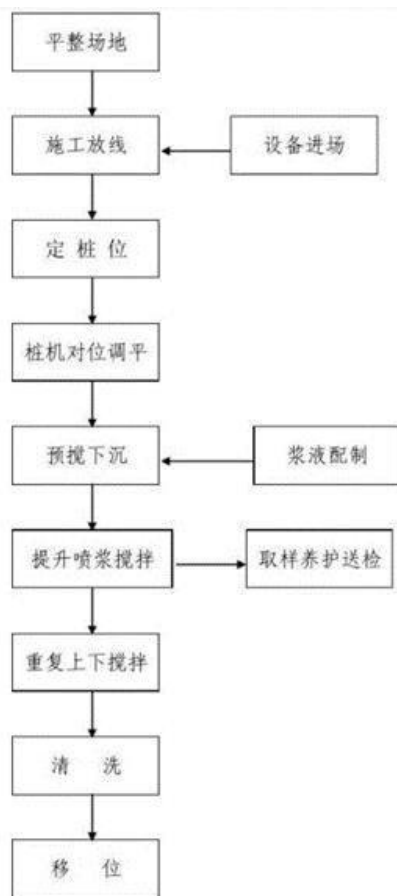 平整场地
施工放线
设备进场
定 桩 位
桩机对位调平
预搅下沉
浆液配制
提升喷浆搅拌
取样养护送检
重复上下搅拌
清 洗
移 位